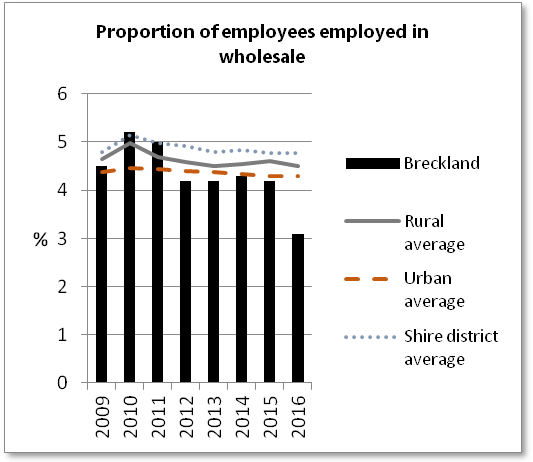 Proportion of employees employed in
wholesale
6
5
4
3
2
1
0
%
2009
2010
2011
2012
2013
2014
2015
2016
Breckland
Rural
average
Urban
average
Shire district
average